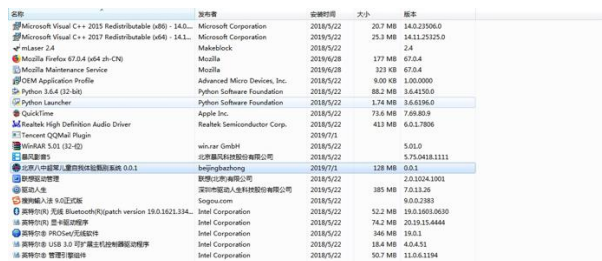 名称 发布者 安装时间 大小 版本
Microsoft Visual C++ 2015 Redistributable (x86) - 14.0.... Microsoft Corporation 2018/5/22 20.7 MB 14.0.23506.0
Microsoft Visual C++ 2017 Redistributable (x64) - 14.1... Microsoft Corporation 2019/5/22 25.3 MB 14.11.25325.0
mLaser 2.4 Makeblock 2018/5/22 2.4
Mozilla Firefox 67.0.4 (x64 zh-CN) Mozilla 2019/6/28 177 MB 67.0.4
Mozilla Maintenance Service Mozilla 2019/6/28 323 KB 67.0.4
OEM Application Profile Advanced Micro Devices, Inc. 2018/5/22 9.00 KB 1.00.0000
Python 3.6.4 (32-bit) Python Software Foundation 2018/5/22 88.2 MB 3.6.4150.0
Python Launcher Python Software Foundation 2018/5/22 1.74 MB 3.6.6196.0
QuickTime Apple Inc. 2018/5/22 73.6 MB 7.69.80.9
Realtek High Definition Audio Driver Realtek Semiconductor Corp. 2018/5/22 413 MB 6.0.1.7806
Tencent QQMail Plugin 2019/7/1
WinRAR 5.01 (32-位) win.rar GmbH 2018/5/22 5.01.0
暴风影音5 北京暴风科技股份有限公司 2018/5/22 5.75.0418.1111
北京八中超常儿童自我体验甄别系统 0.0.1 beijingbazhong 2019/7/1 128 MB 0.0.1
联想驱动管理 联想(北京)有限公司 2018/5/22 2.0.1024.1001
驱动人生 深圳市驱动人生科技股份有限公司 2018/5/22 385 MB 7.0.13.26
搜狗输入法 9.0正式版 Sogou.com 2018/5/22 9.0.0.2383
英特尔(R) 无线 Bluetooth(R)(patch version 19.0.1621.334... Intel Corporation 2018/5/22 52.2 MB 19.0.1603.0630
英特尔(R) 显卡驱动程序 Intel Corporation 2018/5/22 74.2 MB 20.19.15.4444
英特尔® PROSet/无线软件 Intel Corporation 2018/5/22 346 MB 19.0.1
英特尔® USB 3.0 可扩展主机控制器驱动程序 Intel Corporation 2018/5/22 18.4 MB 4.0.4.51
英特尔® 管理引擎组件 Intel Corporation 2018/5/22 50.7 MB 11.0.6.1194